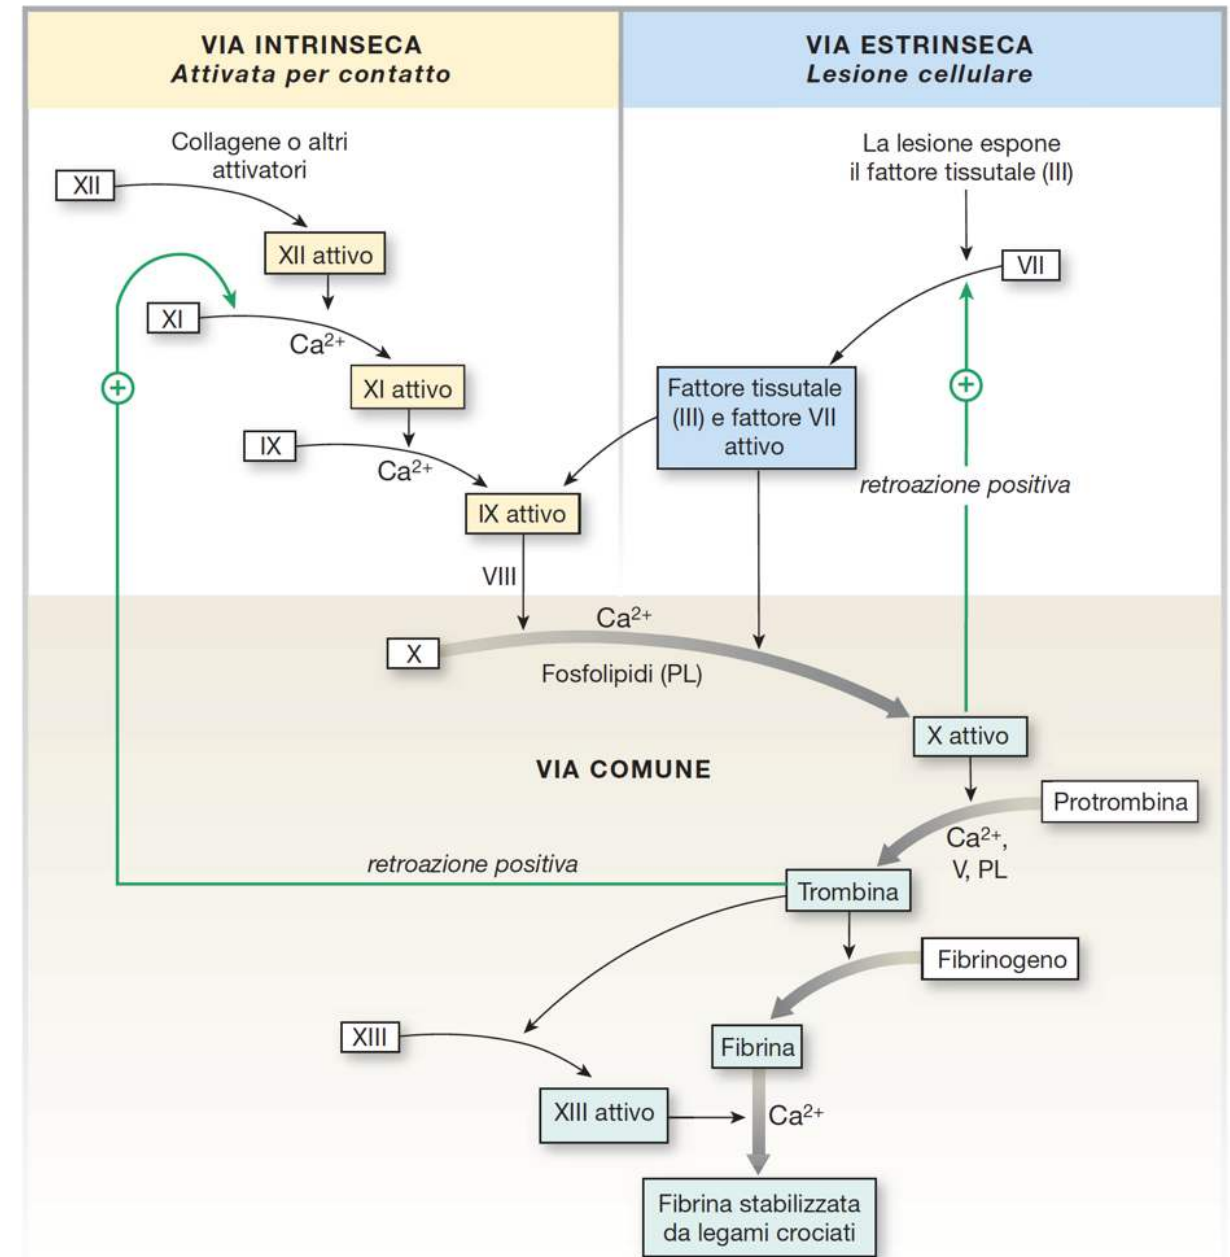 VIA INTRINSECA
Attivata per contatto
VIA ESTRINSECA
Lesione cellulare
Collagene o altri
attivatori
XII
XII attivo
XI
Ca²⁺
XI attivo
IX
Ca²⁺
IX attivo
VIII
La lesione espone
il fattore tissutale (III)
VII
Fattore tissutale
(III) e fattore VII
attivo
+
+
retroazione positiva
Ca²⁺
X
Fosfolipidi (PL)
X attivo
VIA COMUNE
Protrombina
Ca²⁺,
V, PL
retroazione positiva
Trombina
Fibrinogeno
XIII
Fibrina
XIII attivo
Ca²⁺
Fibrina stabilizzata
da legami crociati